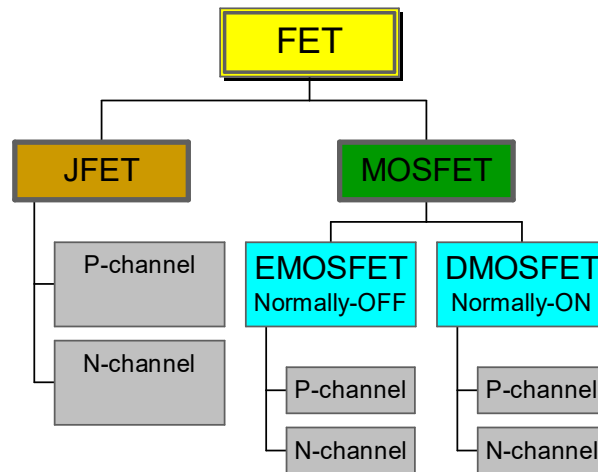 FET
JFET
MOSFET
P-channel
N-channel
EMOSFET
Normally-OFF
P-channel
N-channel
DMOSFET
Normally-ON
P-channel
N-channel